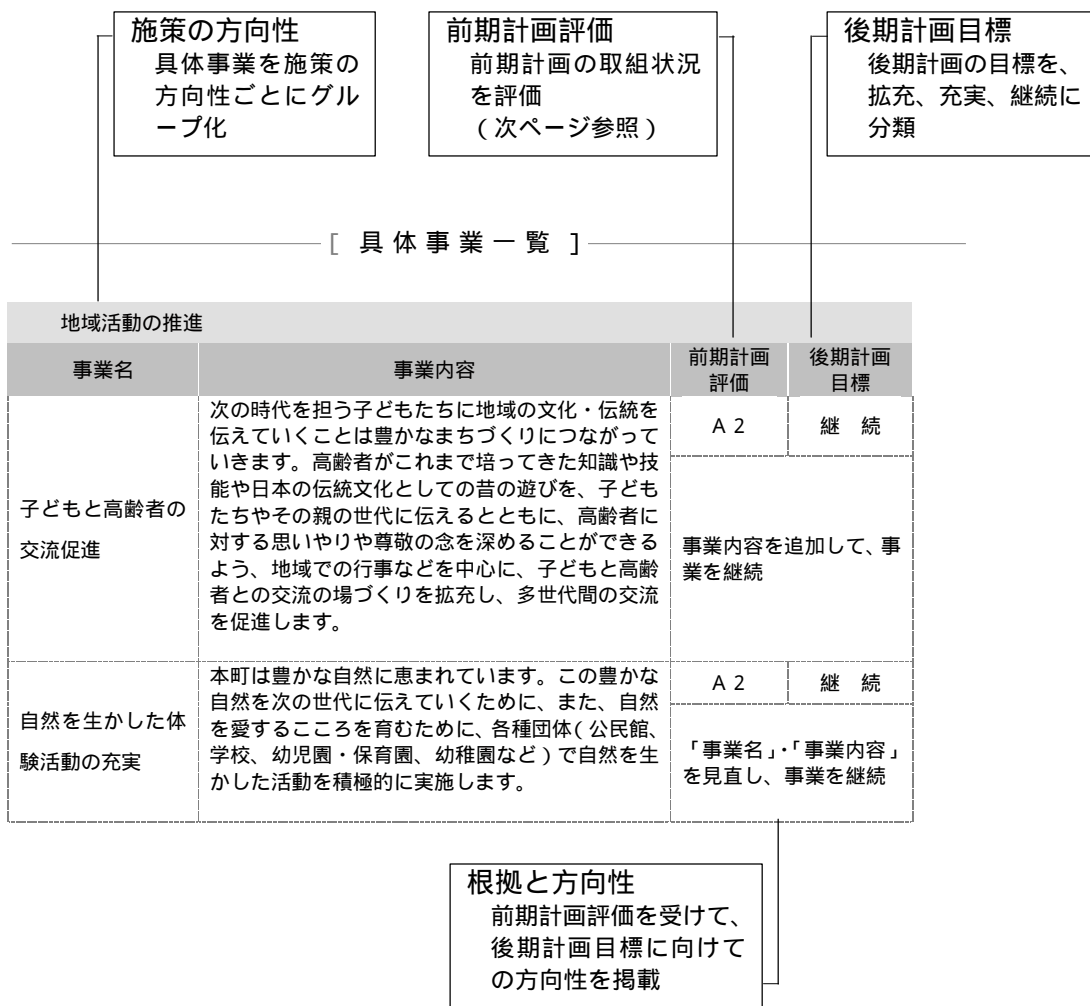 施策の方向性
具体事業を施策の
方向性ごとにグル
ープ化
前期計画評価
前期計画の取組状況
を評価
(次ページ参照)
後期計画目標
後期計画の目標を、
拡充、充実、継続に
分類
[ 具体事業一覧 ]
地域活動の推進
事業名
事業内容
前期計画
評価
後期計画
目標
子どもと高齢者の
交流促進
次の時代を担う子どもたちに地域の文化・伝統を
伝えていくことは豊かなまちづくりにつながって
いきます。高齢者がこれまで培ってきた知識や技
能や日本の伝統文化としての昔の遊びを、子ども
たちやその親の世代に伝えるとともに、高齢者に
対する思いやりや尊敬の念を深めることができる
よう、地域での行事などを中心に、子どもと高齢
者との交流の場づくりを拡充し、多世代間の交流
を促進します。
A2
継 続
事業内容を追加して、事
業を継続
自然を生かした体
験活動の充実
本町は豊かな自然に恵まれています。この豊かな
自然を次の世代に伝えていくために、また、自然
を愛するこころを育むために、各種団体(公民館、
学校、幼児園・保育園、幼稚園など)で自然を生
かした活動を積極的に実施します。
A2
継 続
「事業名」・「事業内容」
を見直し、事業を継続
根拠と方向性
前期計画評価を受けて、
後期計画目標に向けて
の方向性を掲載